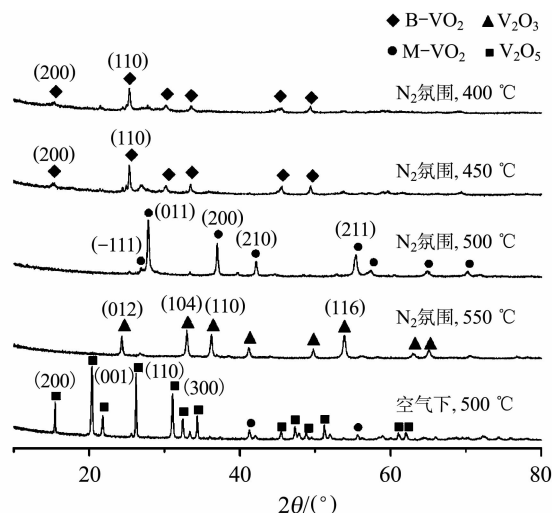 ◆ B-VO₂ ▲ V₂O₃
● M-VO₂ ■ V₂O₅
(200) (110) N₂氛围, 400 ℃
(200) (110) N₂氛围, 450 ℃
(-111) (011) (200) (210) (211) N₂氛围, 500 ℃
(012) (104) (110) (116) N₂氛围, 550 ℃
(200) (001) (110) (300) 空气下, 500 ℃
20 40 60 80
2θ/(°)